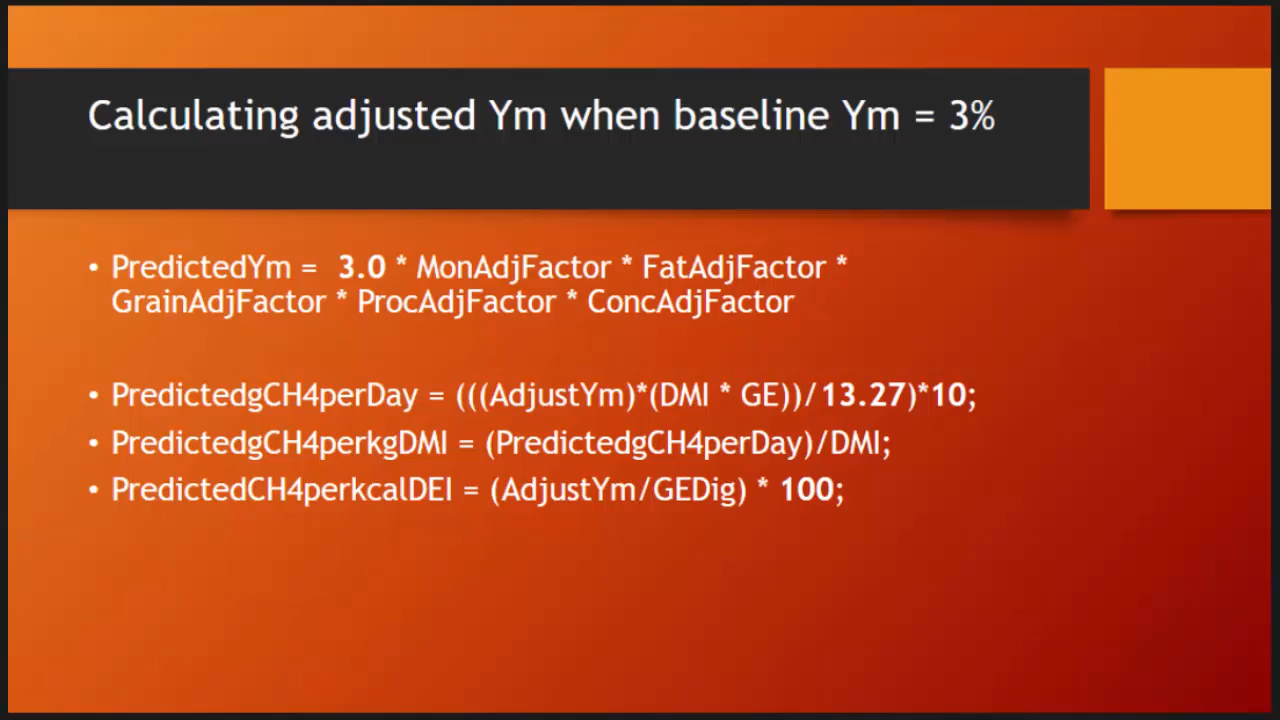 Calculating adjusted Ym when baseline Ym = 3%
• PredictedYm = 3.0 * MonAdjFactor * FatAdjFactor *
GrainAdjFactor * ProcAdjFactor * ConcAdjFactor
• PredictedgCH4perDay = (((AdjustYm)*(DMI * GE))/13.27)*10;
• PredictedgCH4perkgDMI = (PredictedgCH4perDay)/DMI;
• PredictedCH4perkcalDEI = (AdjustYm/GEDig) * 100;